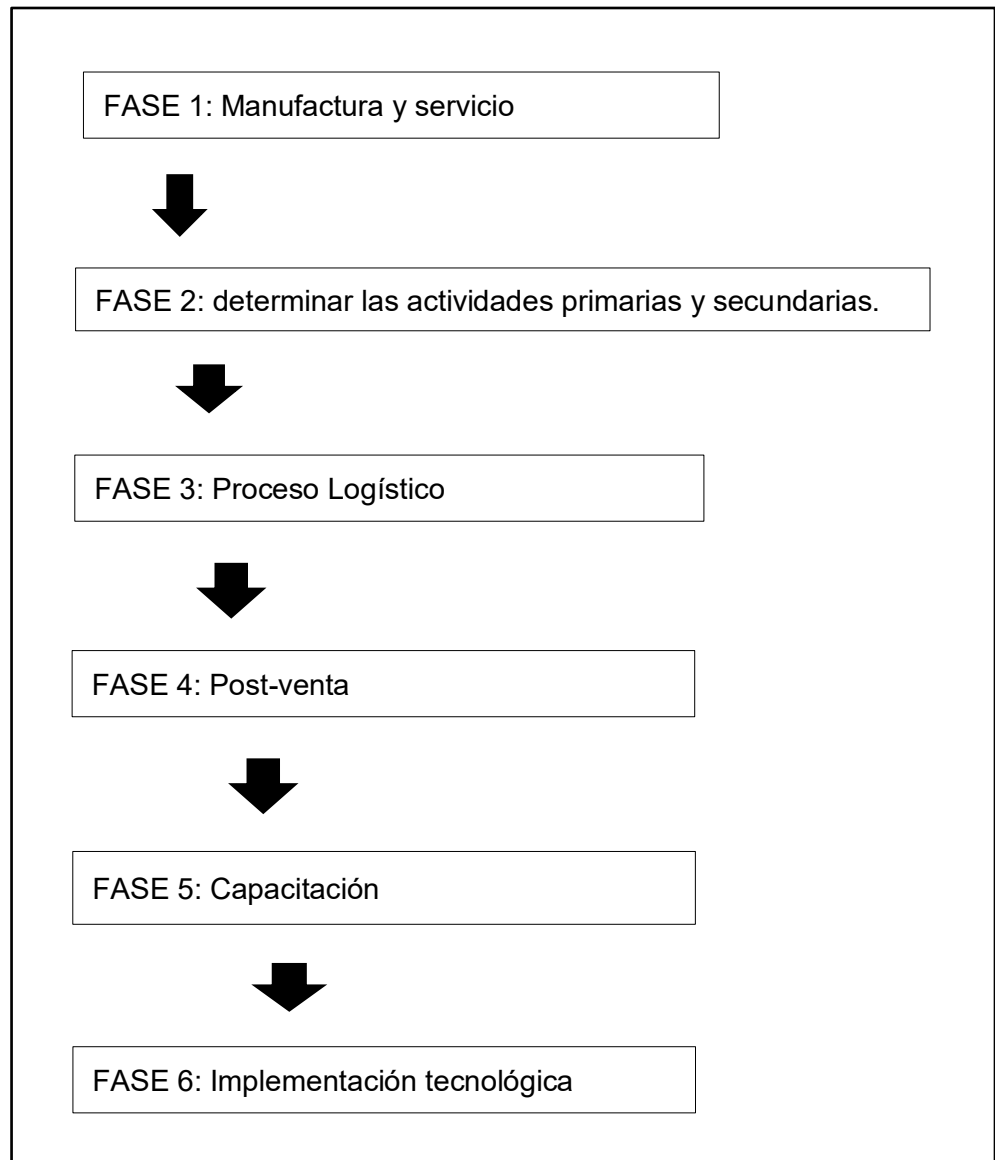 FASE 1: Manufactura y servicio
FASE 2: determinar las actividades primarias y secundarias.
FASE 3: Proceso Logístico
FASE 4: Post-venta
FASE 5: Capacitación
FASE 6: Implementación tecnológica